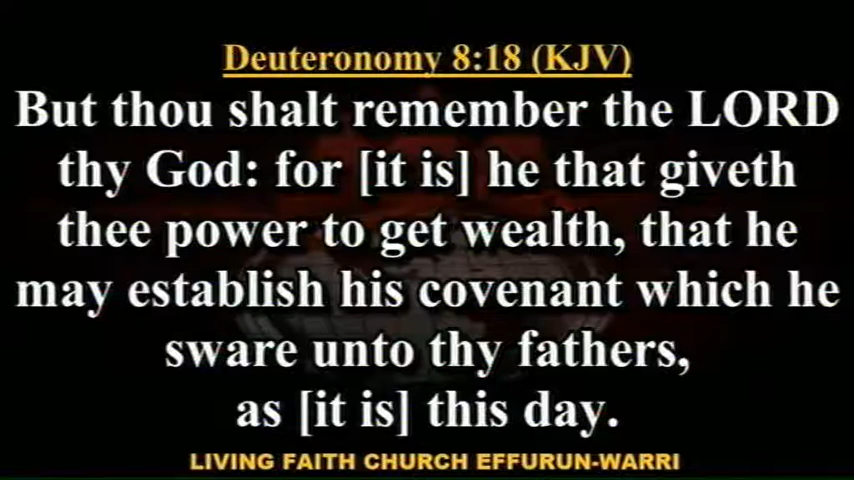 Deuteronomy 8:18 (KJV)
But thou shalt remember the LORD
thy God: for [it is] he that giveth
thee power to get wealth, that he
may establish his covenant which he
sware unto thy fathers,
as [it is] this day.
LIVING FAITH CHURCH EFFURUN-WARRI